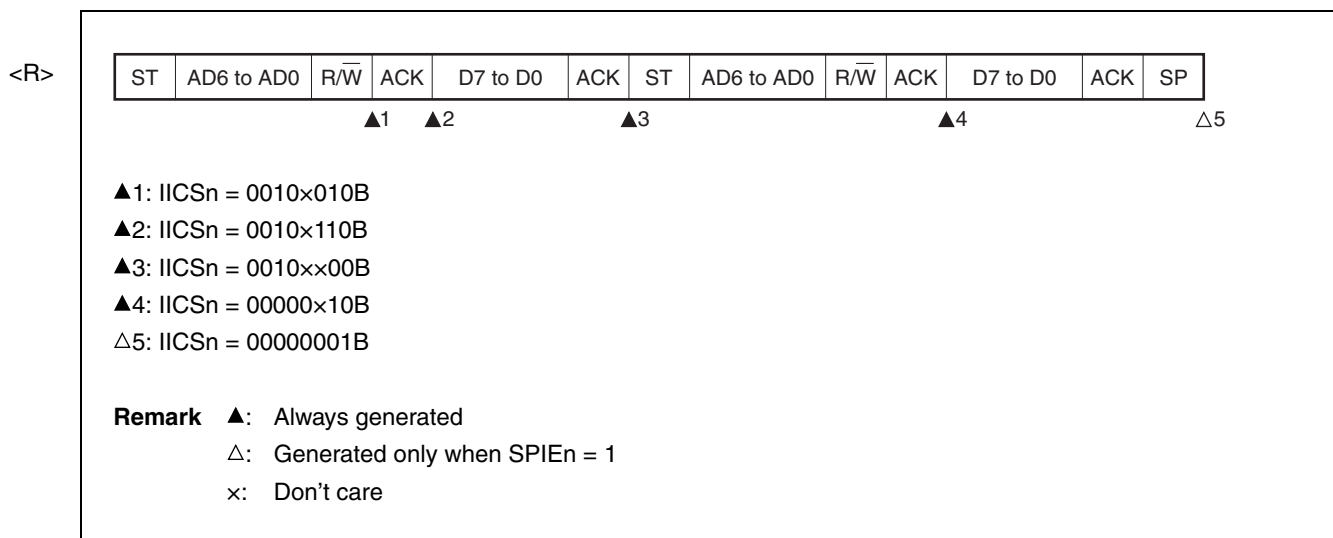 <R>
ST AD6 to AD0 R/W̅ ACK D7 to D0 ACK ST AD6 to AD0 R/W̅ ACK D7 to D0 ACK SP
▲1 ▲2 ▲3 ▲4 △5
▲1: IICSn = 0010×010B
▲2: IICSn = 0010×110B
▲3: IICSn = 0010××00B
▲4: IICSn = 00000×10B
△5: IICSn = 00000001B
Remark ▲: Always generated
△: Generated only when SPIEn = 1
×: Don't care